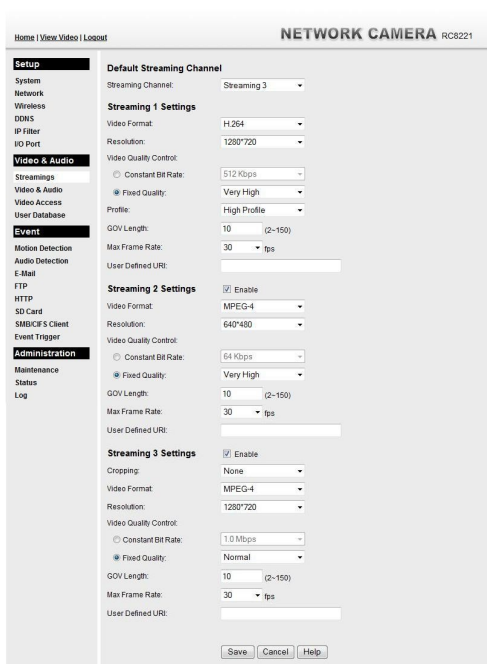 Home | View Video | Logout
NETWORK CAMERA RC8221
Setup
System
Network
Wireless
DDNS
IP Filter
I/O Port
Video & Audio
Streamings
Video & Audio
Video Access
User Database
Event
Motion Detection
Audio Detection
E-Mail
FTP
HTTP
SD Card
SMB/CIFS Client
Event Trigger
Administration
Maintenance
Status
Log
Default Streaming Channel
Streaming Channel: Streaming 3
Streaming 1 Settings
Video Format: H.264
Resolution: 1280*720
Video Quality Control:
Constant Bit Rate: 512 Kbps
Fixed Quality: Very High
Profile: High Profile
GOV Length: 10 (2~150)
Max Frame Rate: 30 fps
User Defined URI:
Streaming 2 Settings Enable
Video Format: MPEG-4
Resolution: 640*480
Video Quality Control:
Constant Bit Rate: 64 Kbps
Fixed Quality: Very High
GOV Length: 10 (2~150)
Max Frame Rate: 30 fps
User Defined URI:
Streaming 3 Settings Enable
Cropping: None
Video Format: MPEG-4
Resolution: 1280*720
Video Quality Control:
Constant Bit Rate: 1.0 Mbps
Fixed Quality: Normal
GOV Length: 10 (2~150)
Max Frame Rate: 30 fps
User Defined URI:
Save Cancel Help